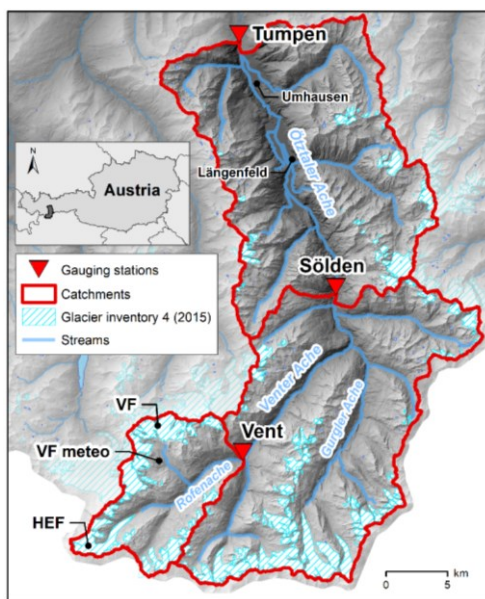 Tumpen
Umhausen
Ötztaler Ache
Längenfeld
N
Austria
Sölden
Gauging stations
Catchments
Glacier inventory 4 (2015)
Streams
Venter Ache
Gurgler Ache
VF
Vent
VF meteo
Rofenache
HEF
0 5
km